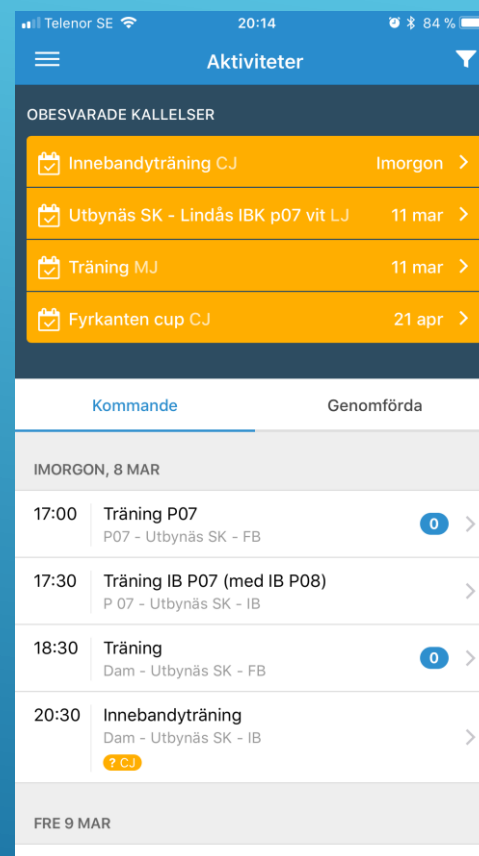 Telenor SE 20:14 84 %
Aktiviteter
OBESVARADE KALLELSER
Innebandyträning CJ Imorgon
Utbynäs SK - Lindås IBK p07 vit LJ 11 mar
Träning MJ 11 mar
Fyrkanten cup CJ 21 apr
Kommande Genomförda
IMORGON, 8 MAR
17:00 Träning P07 0
P07 - Utbynäs SK - FB
17:30 Träning IB P07 (med IB P08)
P 07 - Utbynäs SK - IB
18:30 Träning 0
Dam - Utbynäs SK - FB
20:30 Innebandyträning
Dam - Utbynäs SK - IB
? CJ
FRE 9 MAR